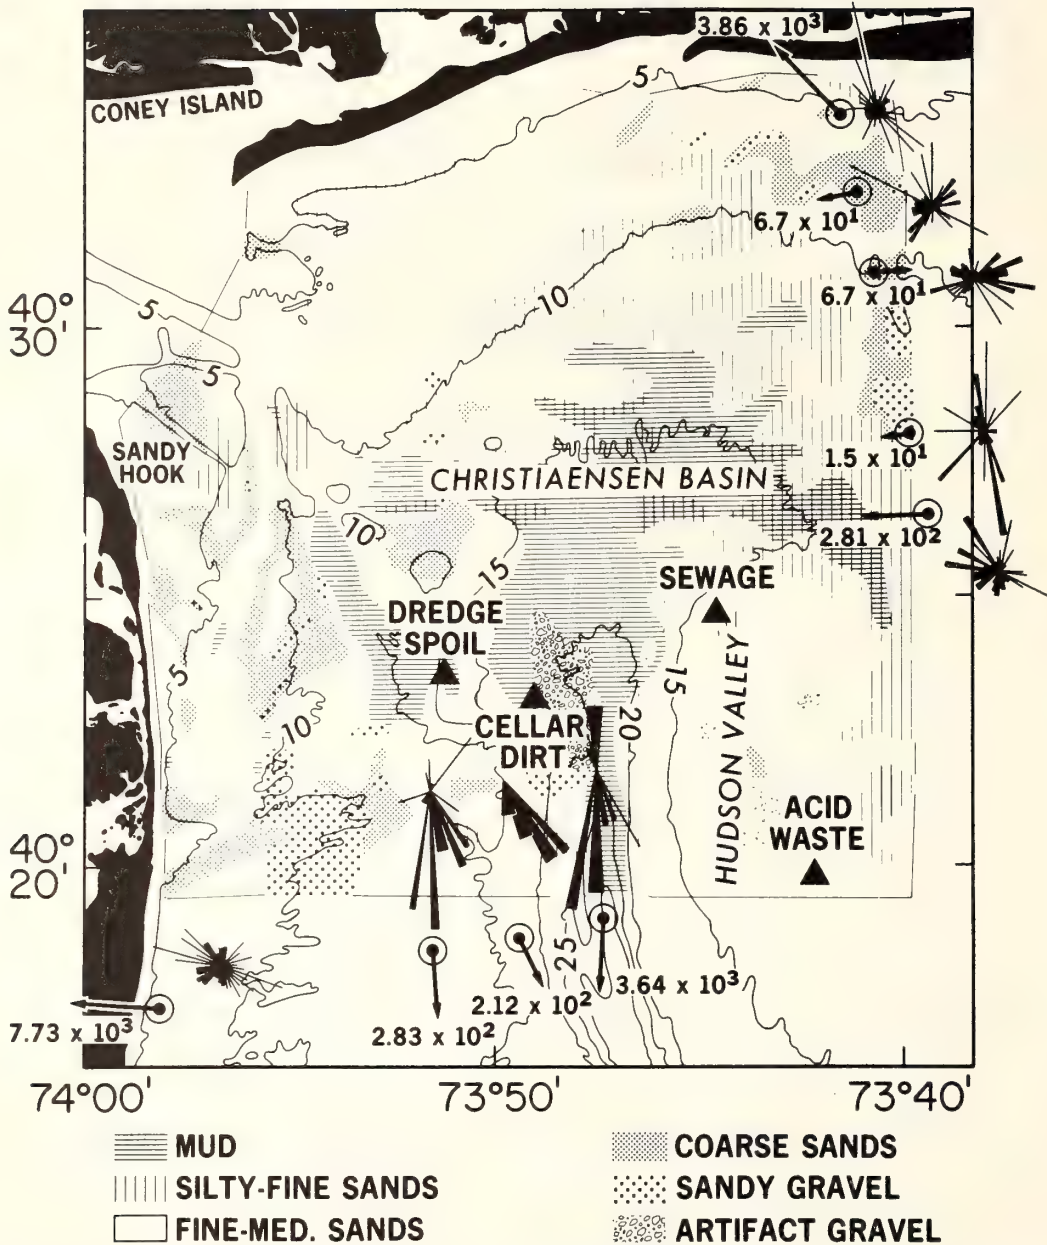 3.86 x 10³
5
CONEY ISLAND
6.7 x 10¹
6.7 x 10¹
10
40°
30'
5
5
SANDY
HOOK
1.5 x 10¹
CHRISTIAENSEN BASIN
10
2.81 x 10²
15
SEWAGE
DREDGE
SPOIL
HUDSON VALLEY
15
5
10
20
CELLAR
DIRT
ACID
WASTE
40°
20'
25
3.64 x 10³
2.12 x 10²
7.73 x 10³
2.83 x 10²
74°00'
73°50'
73°40'
MUD
COARSE SANDS
SILTY-FINE SANDS
SANDY GRAVEL
FINE-MED. SANDS
ARTIFACT GRAVEL